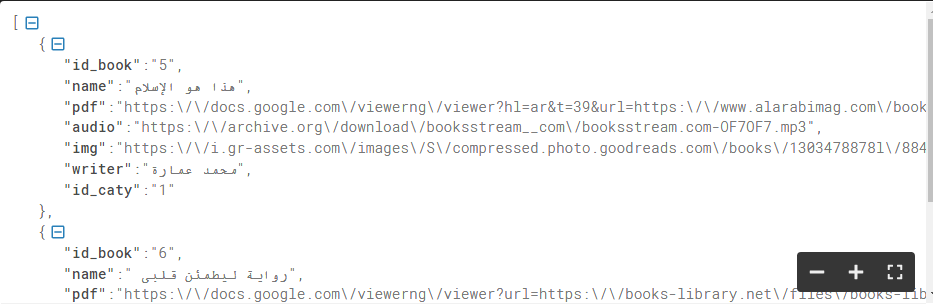 [
{
"id_book":"5",
"name":"هذا هو الإسلام",
"pdf":"https:\/\/docs.google.com\/viewerng\/viewer?hl=ar&t=39&url=https:\/\/www.alarabimag.com\/book
"audio":"https:\/\/archive.org\/download\/booksstream__com\/booksstream.com-OF7OF7.mp3",
"img":"https:\/\/i.gr-assets.com\/images\/S\/compressed.photo.goodreads.com\/books\/1303478878l\/884
"writer":"محمد عمارة",
"id_caty":"1"
},
{
"id_book":"6",
"name":" رواية ليطمئن قلبى",
"pdf":"https:\/\/docs.google.com\/viewerng\/viewer?url=https:\/\/books-library.net\/files\/books-lib